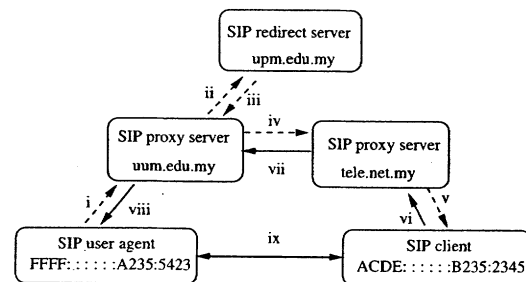 SIP redirect server
upm.edu.my
ii
iii
iv
SIP proxy server
uum.edu.my
SIP proxy server
tele.net.my
vii
i
viii
vi
v
SIP user agent
FFFF: : : : : :A235:5423
ix
SIP client
ACDE: : : : : :B235:2345